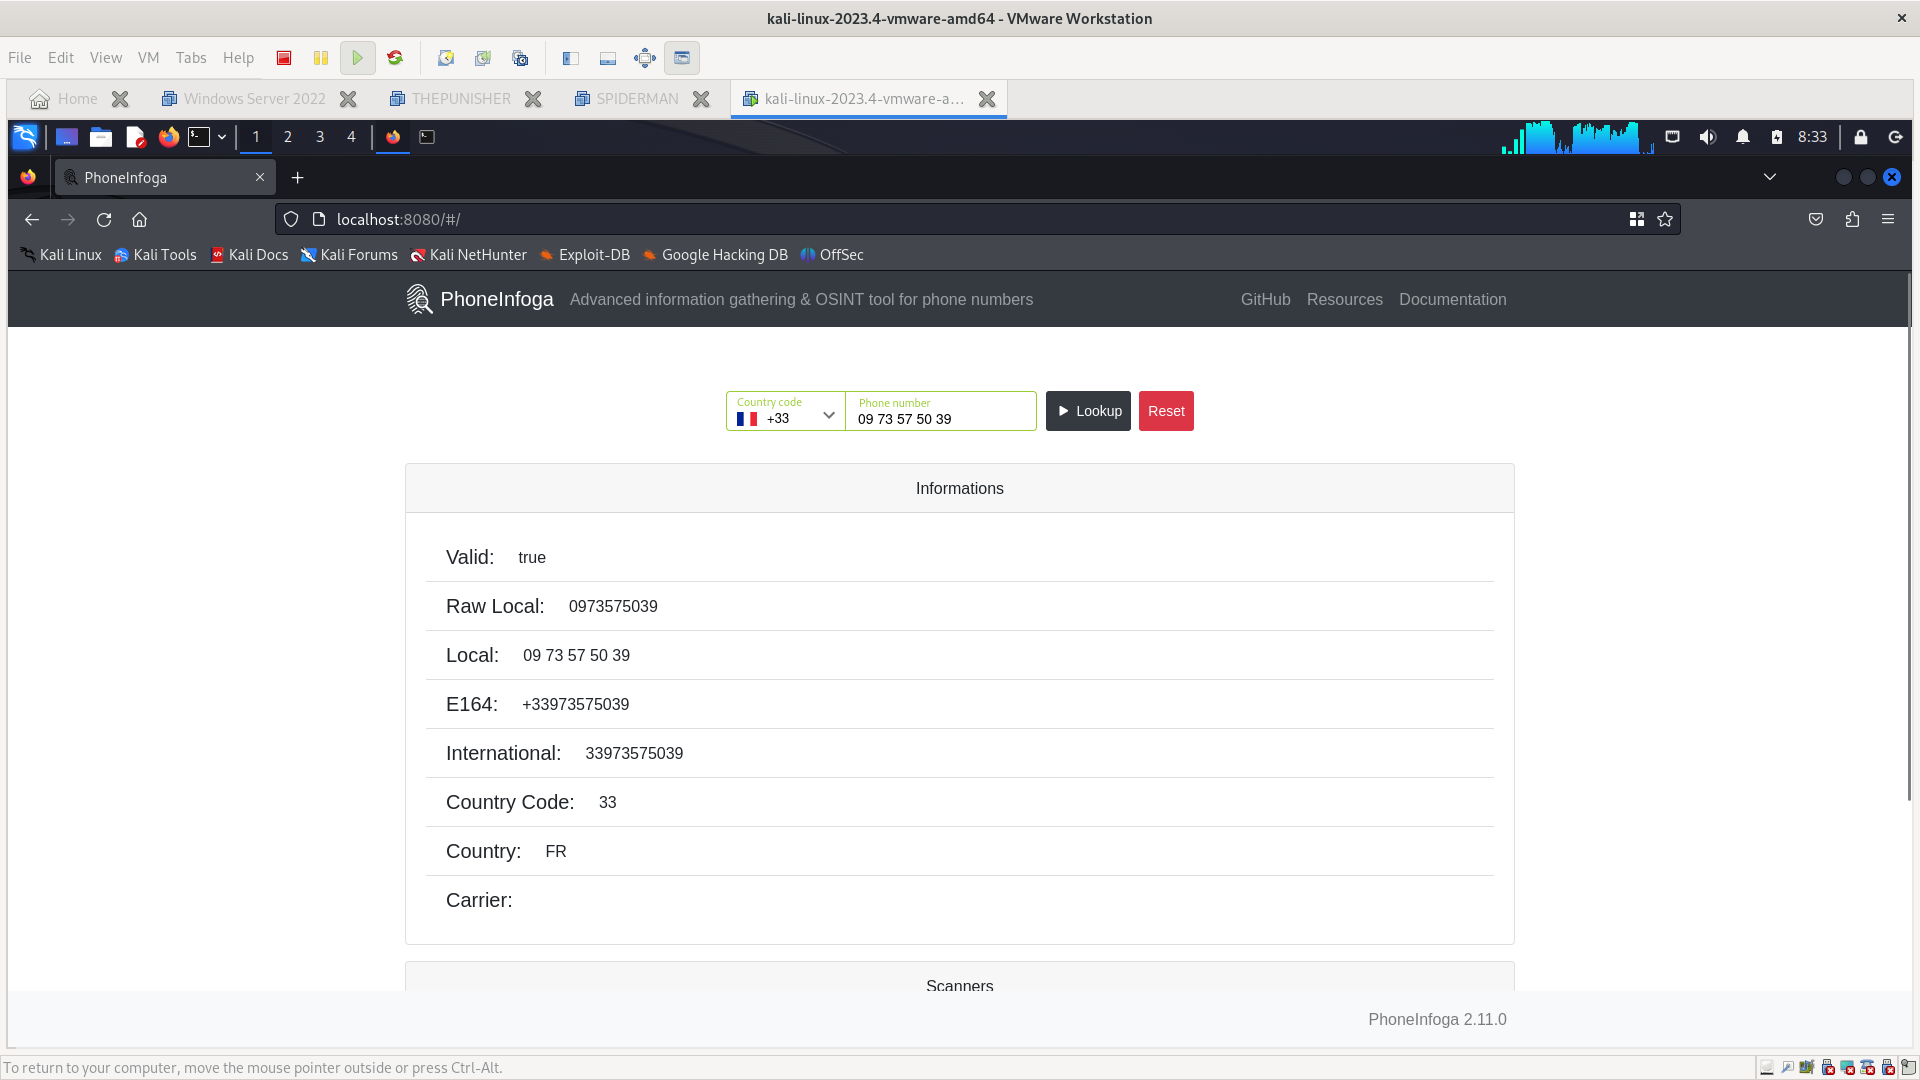 kali-linux-2023.4-vmware-amd64 - VMware Workstation
File Edit View VM Tabs Help
Home Windows Server 2022 THEPUNISHER SPIDERMAN kali-linux-2023.4-vmware-a...
1 2 3 4 8:33
PhoneInfoga
localhost:8080/#/
Kali Linux Kali Tools Kali Docs Kali Forums Kali NetHunter Exploit-DB Google Hacking DB OffSec
PhoneInfoga Advanced information gathering & OSINT tool for phone numbers GitHub Resources Documentation
Country code Phone number
+33 09 73 57 50 39 Lookup Reset
Informations
Valid: true
Raw Local: 0973575039
Local: 09 73 57 50 39
E164: +33973575039
International: 33973575039
Country Code: 33
Country: FR
Carrier:
Scanners
PhoneInfoga 2.11.0
To return to your computer, move the mouse pointer outside or press Ctrl-Alt.